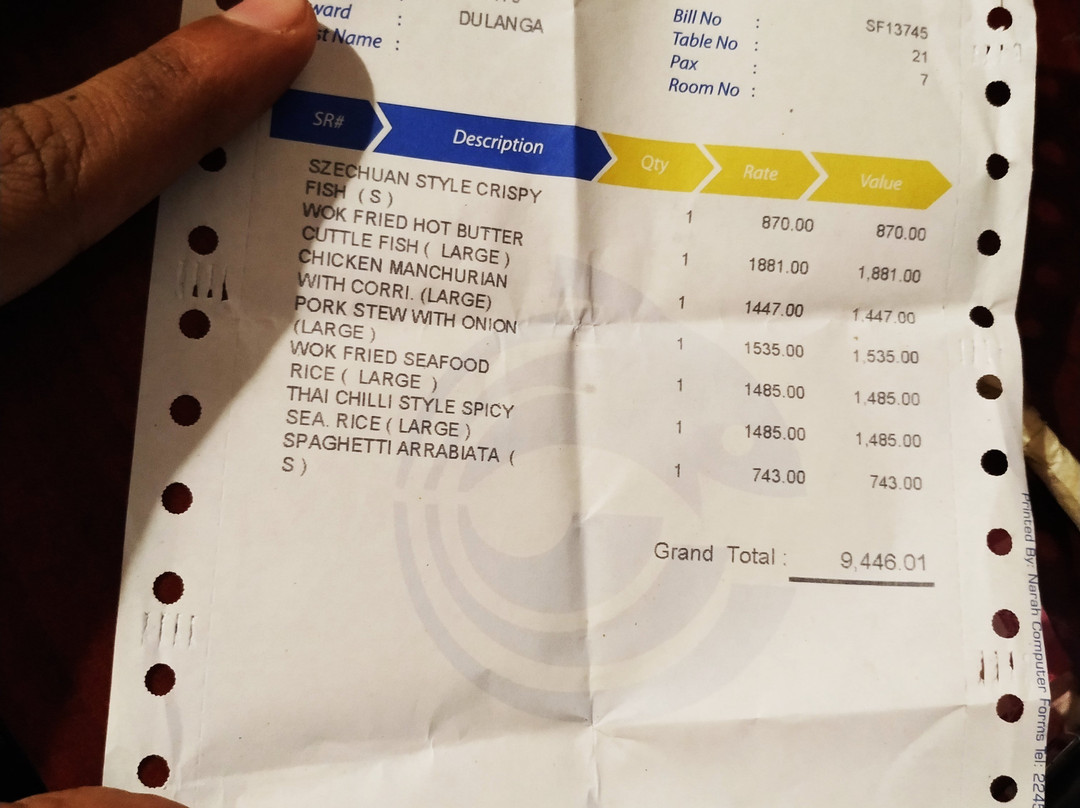 ward :
DULANGA
st Name :
Bill No : SF13745
Table No : 21
Pax : 7
Room No :
SR# Description Qty Rate Value
SZECHUAN STYLE CRISPY
FISH ( S ) 1 870.00 870.00
WOK FRIED HOT BUTTER
CUTTLE FISH ( LARGE ) 1 1881.00 1,881.00
CHICKEN MANCHURIAN
WITH CORRI. (LARGE) 1 1447.00 1,447.00
PORK STEW WITH ONION
(LARGE ) 1 1535.00 1,535.00
WOK FRIED SEAFOOD
RICE ( LARGE ) 1 1485.00 1,485.00
THAI CHILLI STYLE SPICY
SEA. RICE ( LARGE ) 1 1485.00 1,485.00
SPAGHETTI ARRABIATA (
S ) 1 743.00 743.00
Grand Total : 9,446.01
Printed By: Narah Computer Forms Tel: 2245